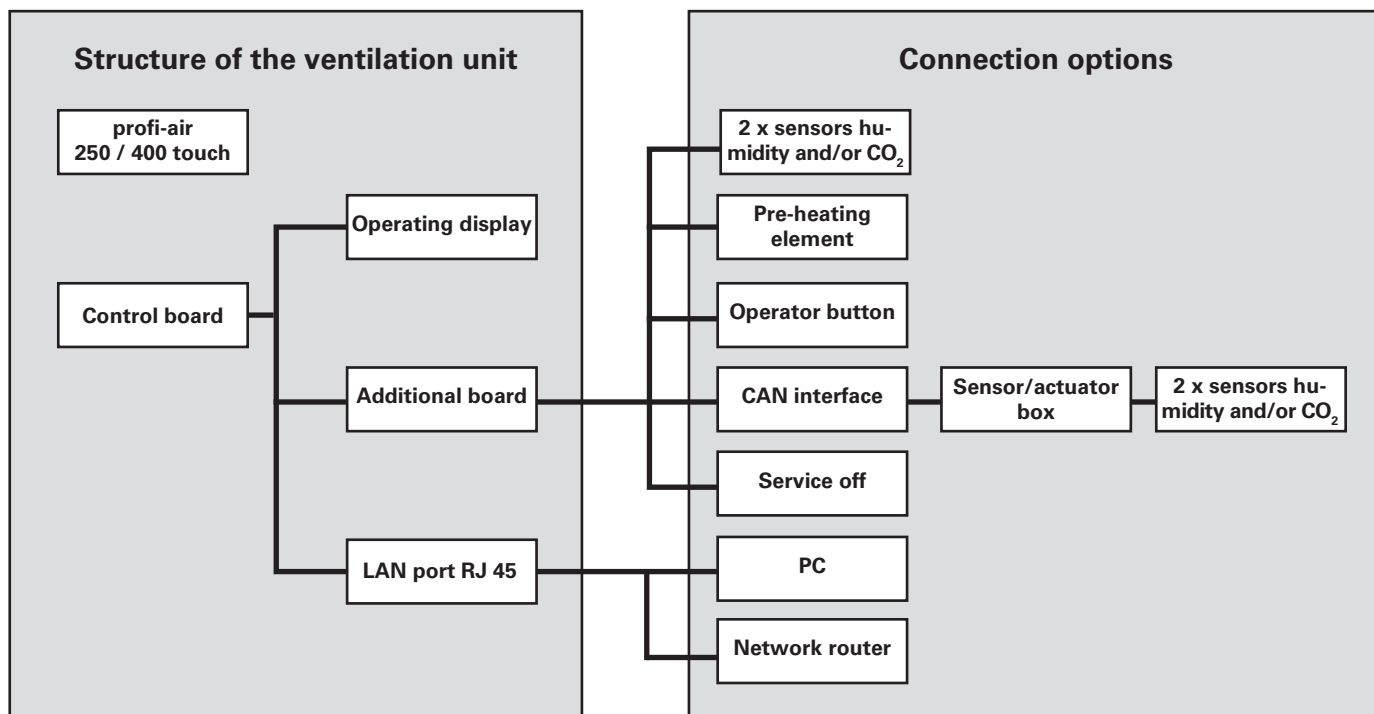 Structure of the ventilation unit
profi-air
250 / 400 touch
Operating display
Control board
Additional board
LAN port RJ 45
Connection options
2 x sensors hu-
midity and/or CO₂
Pre-heating
element
Operator button
CAN interface
Sensor/actuator
box
2 x sensors hu-
midity and/or CO₂
Service off
PC
Network router